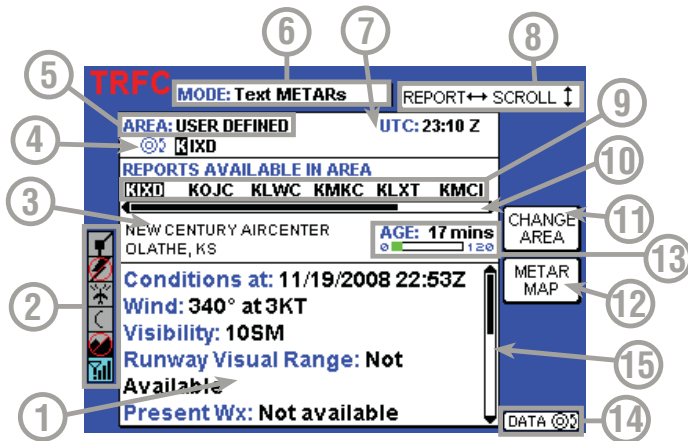 6
7
8
5
TRFC
MODE: Text METARs
REPORT↔ SCROLL ↕
9
AREA: USER DEFINED
UTC: 23:10 Z
4
KIXD
10
REPORTS AVAILABLE IN AREA
KIXD KOJC KLWC KMKC KLXT KMCI
3
NEW CENTURY AIRCENTER
OLATHE, KS
AGE: 17 mins
0 120
CHANGE
AREA
11
13
Conditions at: 11/19/2008 22:53Z
METAR
MAP
12
2
Wind: 340° at 3KT
Visibility: 10SM
Runway Visual Range: Not
Available
15
1
Present Wx: Not available
DATA
14